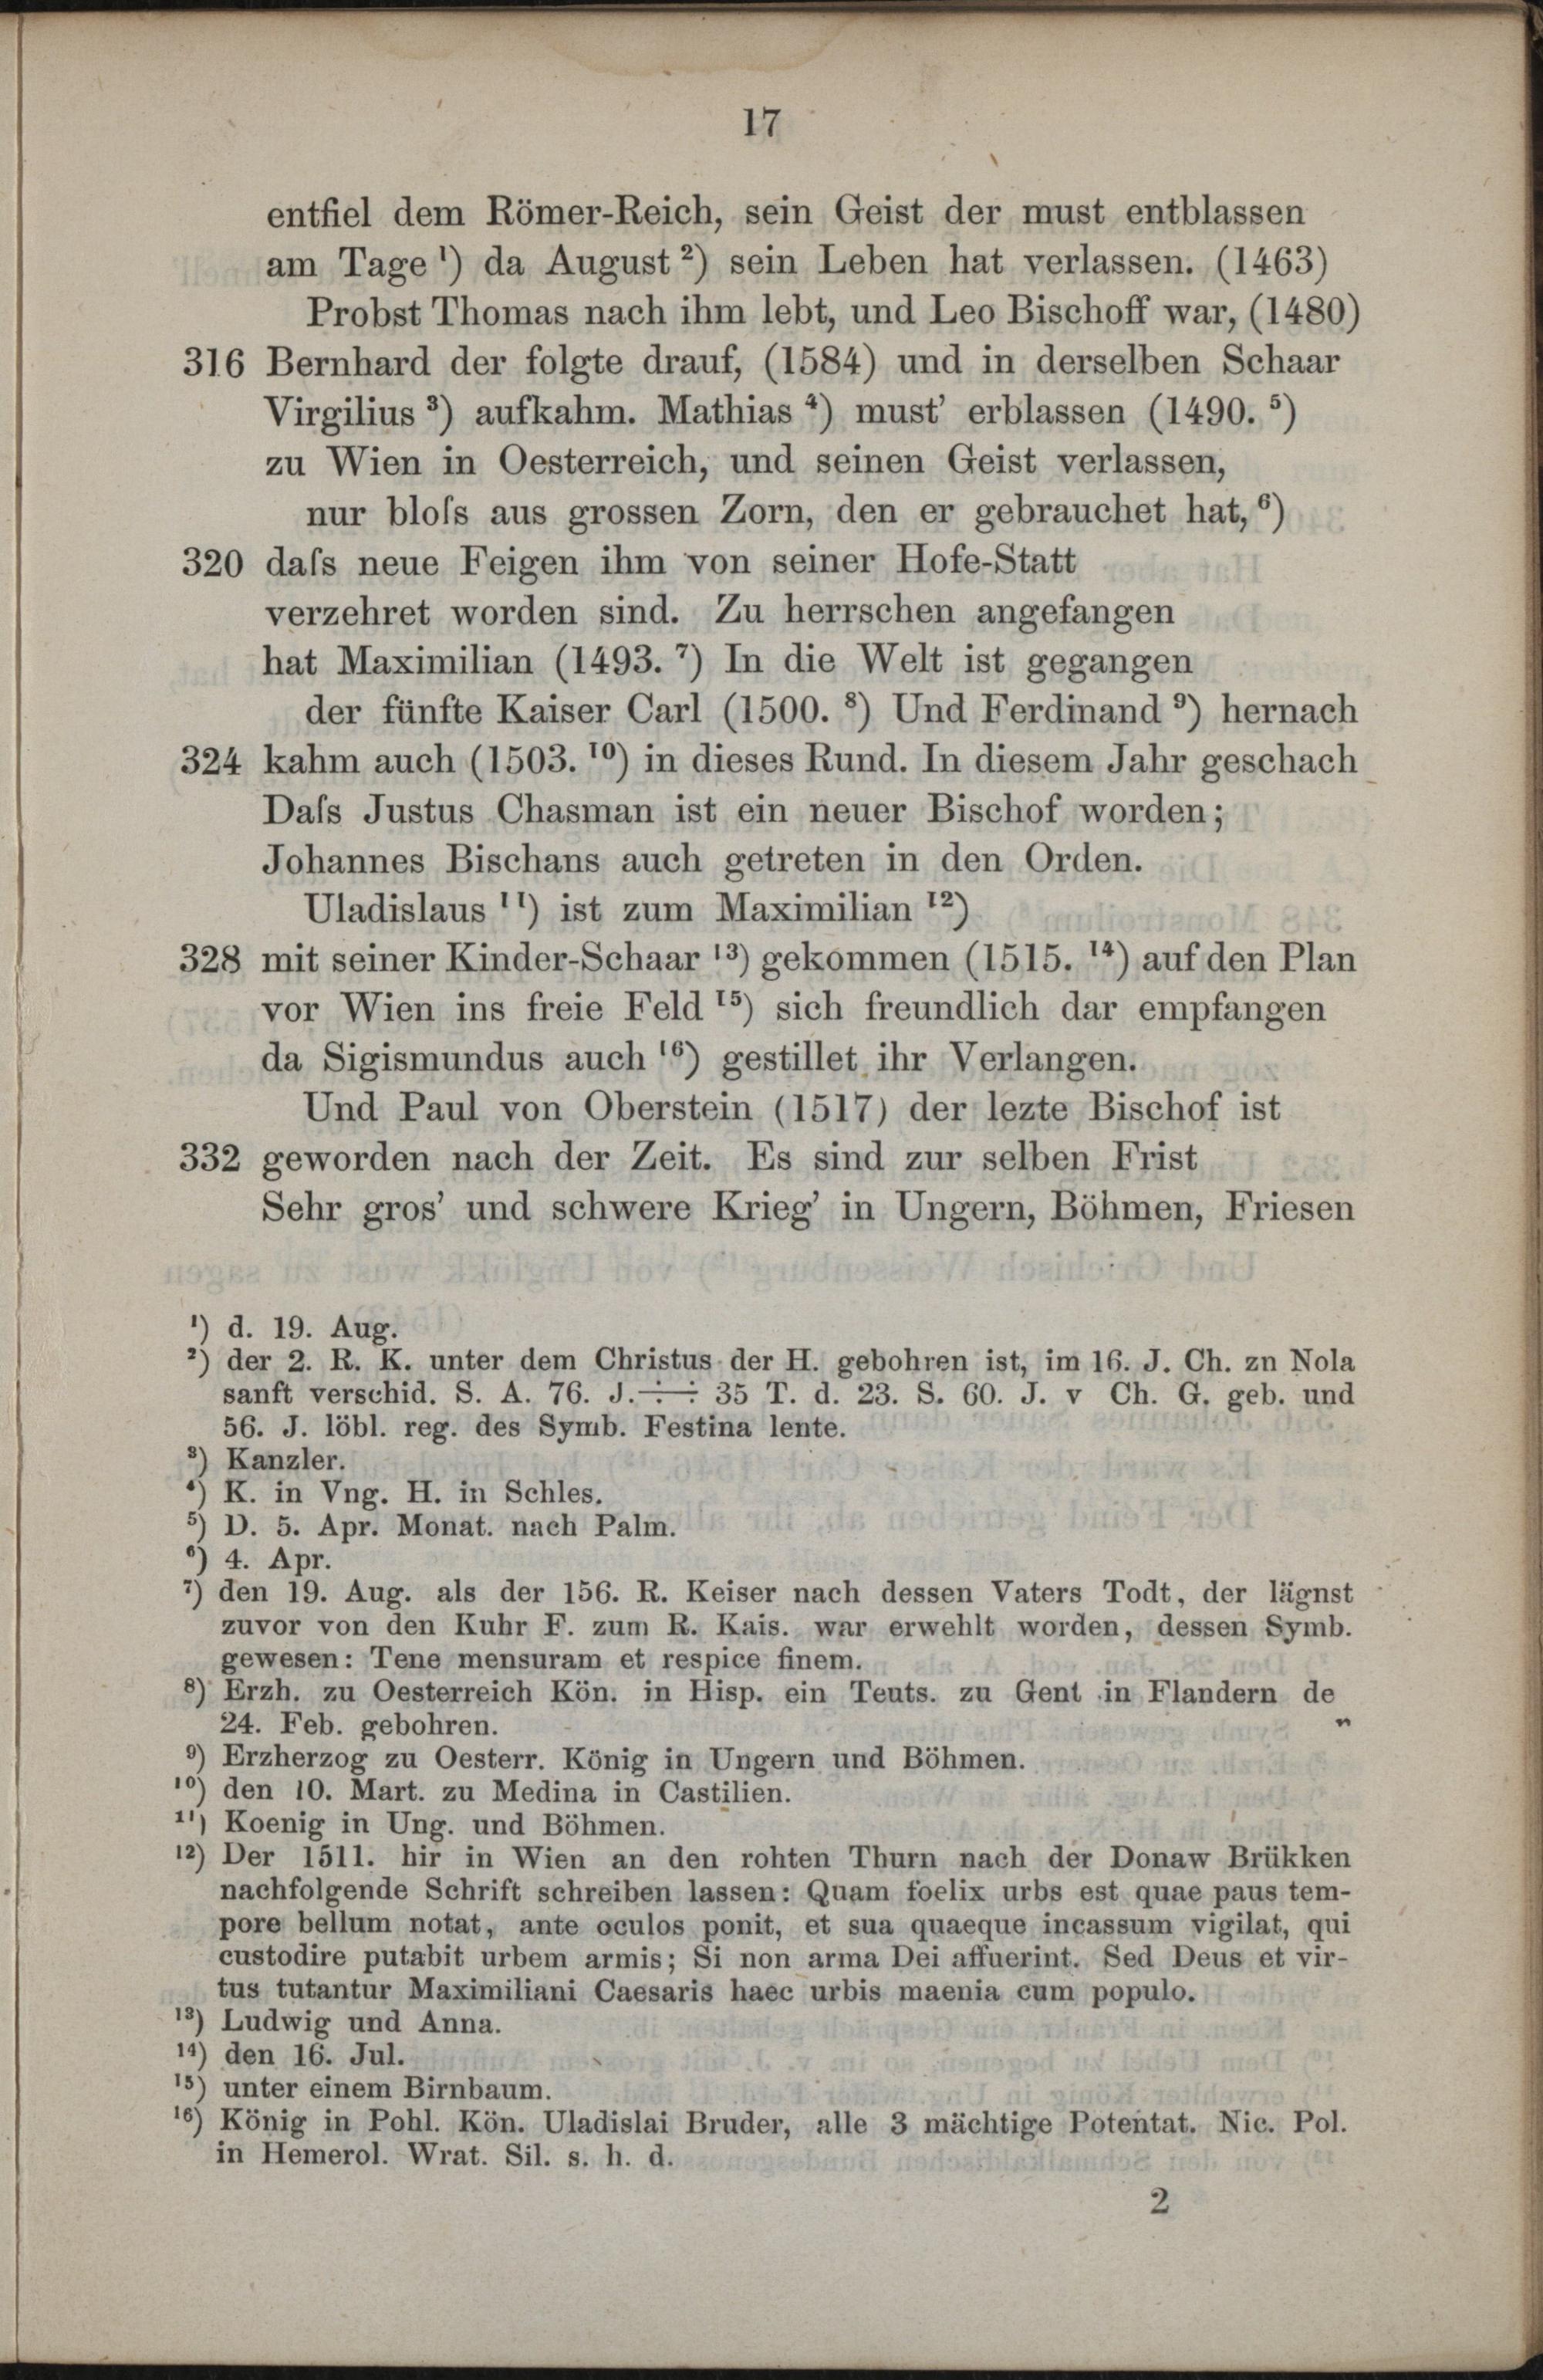 17
entfiel dem Römer-Reich, sein Geist der must entblassen
am Tage ¹) da August ²) sein Leben hat verlassen. (1463)
Probst Thomas nach ihm lebt, und Leo Bischoff war, (1480)
316 Bernhard der folgte drauf, (1584) und in derselben Schaar
Virgilius ³) aufkahm. Mathias ⁴) must' erblassen (1490. ⁵)
zu Wien in Oesterreich, und seinen Geist verlassen,
nur bloſs aus grossen Zorn, den er gebrauchet hat, ⁶)
320 daſs neue Feigen ihm von seiner Hofe-Statt
verzehret worden sind. Zu herrschen angefangen
hat Maximilian (1493. ⁷) In die Welt ist gegangen
der fünfte Kaiser Carl (1500. ⁸) Und Ferdinand ⁹) hernach
324 kahm auch (1503. ¹⁰) in dieses Rund. In diesem Jahr geschach
Daſs Justus Chasman ist ein neuer Bischof worden;
Johannes Bischans auch getreten in den Orden.
Uladislaus ¹¹) ist zum Maximilian ¹²)
328 mit seiner Kinder-Schaar ¹³) gekommen (1515. ¹⁴) auf den Plan
vor Wien ins freie Feld ¹⁵) sich freundlich dar empfangen
da Sigismundus auch ¹⁶) gestillet ihr Verlangen.
Und Paul von Oberstein (1517) der lezte Bischof ist
332 geworden nach der Zeit. Es sind zur selben Frist
Sehr gros' und schwere Krieg' in Ungern, Böhmen, Friesen
¹) d. 19. Aug.
²) der 2. R. K. unter dem Christus der H. gebohren ist, im 16. J. Ch. zn Nola
sanft verschid. S. A. 76. J. ÷ ÷ 35 T. d. 23. S. 60. J. v Ch. G. geb. und
56. J. löbl. reg. des Symb. Festina lente.
³) Kanzler.
⁴) K. in Vng. H. in Schles.
⁵) D. 5. Apr. Monat. nach Palm.
⁶) 4. Apr.
⁷) den 19. Aug. als der 156. R. Keiser nach dessen Vaters Todt, der lägnst
zuvor von den Kuhr F. zum R. Kais. war erwehlt worden, dessen Symb.
gewesen: Tene mensuram et respice finem.
⁸) Erzh. zu Oesterreich Kön. in Hisp. ein Teuts. zu Gent in Flandern de
24. Feb. gebohren. n
⁹) Erzherzog zu Oesterr. König in Ungern und Böhmen.
¹⁰) den 10. Mart. zu Medina in Castilien.
¹¹) Koenig in Ung. und Böhmen.
¹²) Der 1511. hir in Wien an den rohten Thurn nach der Donaw Brükken
nachfolgende Schrift schreiben lassen: Quam foelix urbs est quae paus tem-
pore bellum notat, ante oculos ponit, et sua quaeque incassum vigilat, qui
custodire putabit urbem armis; Si non arma Dei affuerint. Sed Deus et vir-
tus tutantur Maximiliani Caesaris haec urbis maenia cum populo.
¹³) Ludwig und Anna.
¹⁴) den 16. Jul.
¹⁵) unter einem Birnbaum.
¹⁶) König in Pohl. Kön. Uladislai Bruder, alle 3 mächtige Potentat. Nic. Pol.
in Hemerol. Wrat. Sil. s. h. d.
2